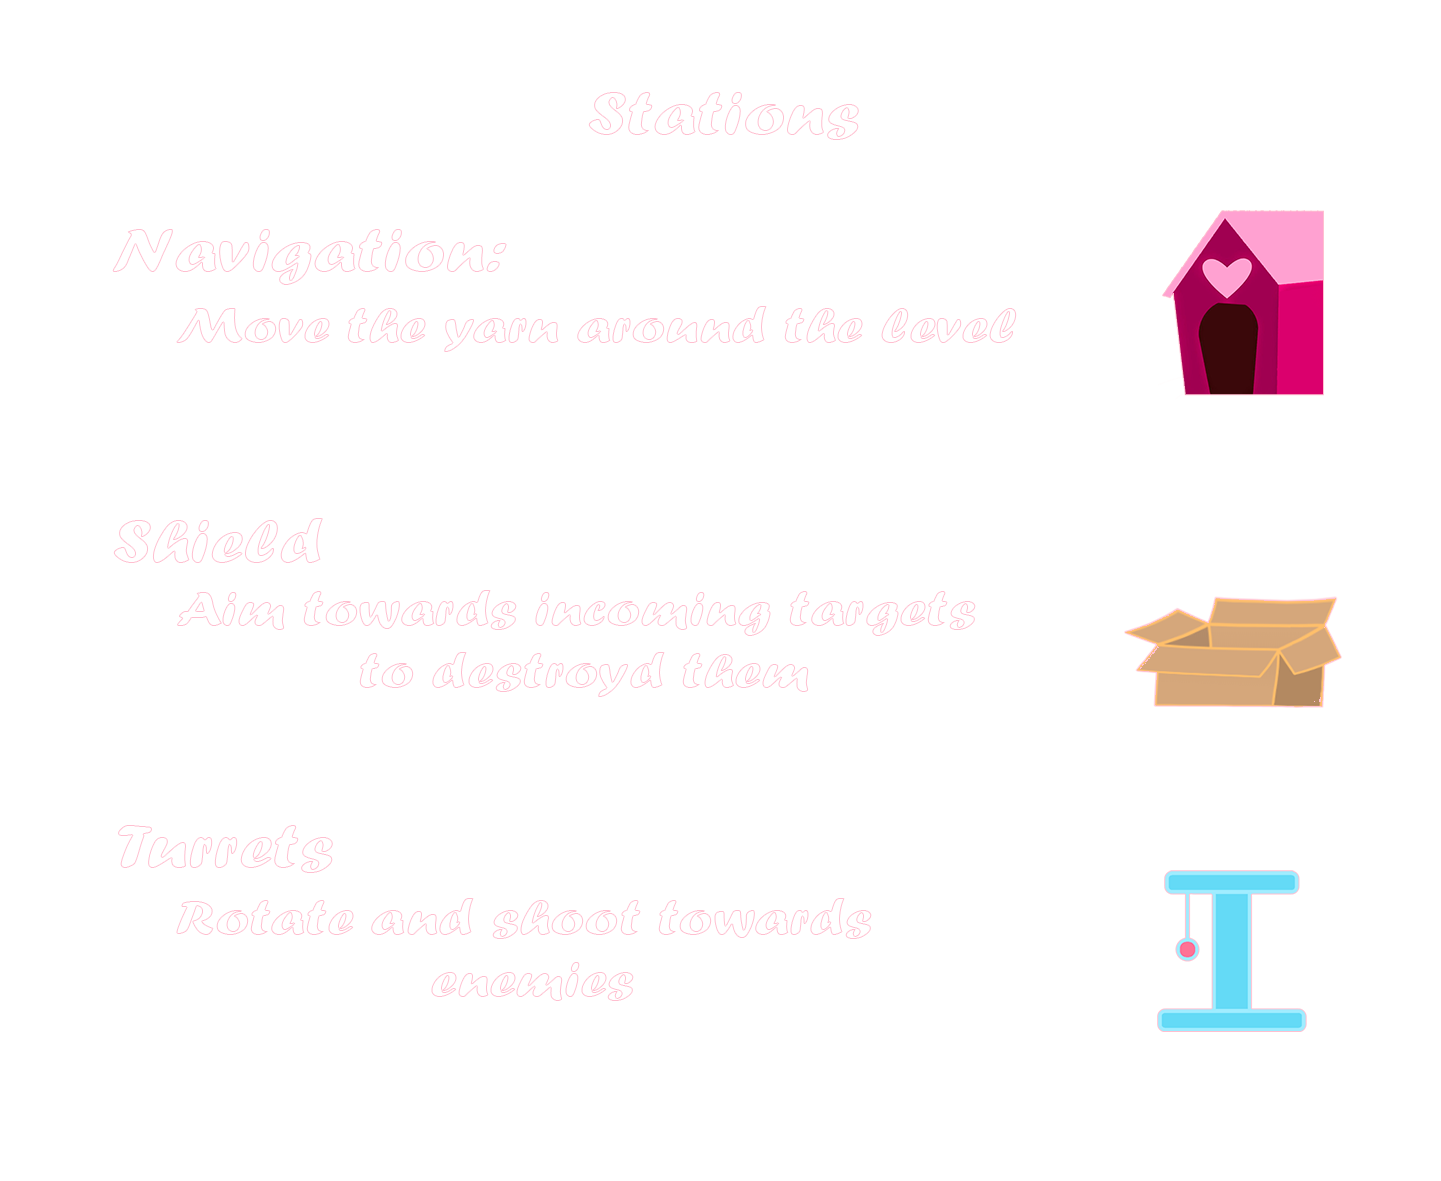 Stations
Navigation:
Move the yarn around the level
Shield
Aim towards incoming targets
to destroyd them
Turrets
Rotate and shoot towards
enemies